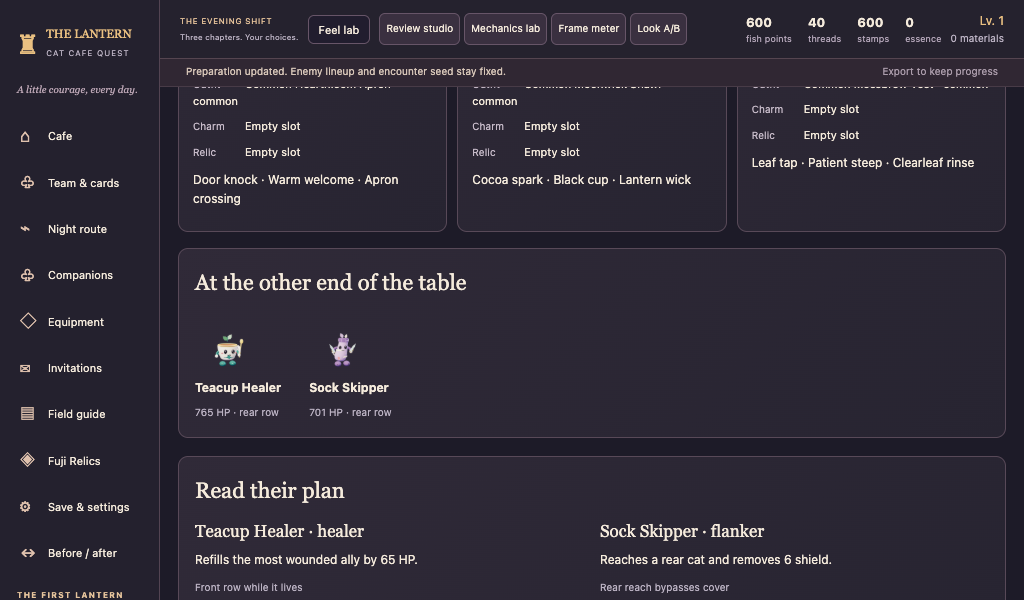 THE LANTERN
CAT CAFE QUEST
A little courage, every day.
Cafe
Team & cards
Night route
Companions
Equipment
Invitations
Field guide
Fuji Relics
Save & settings
Before / after
THE FIRST LANTERN
THE EVENING SHIFT
Three chapters. Your choices.
Feel lab
Review studio
Mechanics lab
Frame meter
Look A/B
600
fish points
40
threads
600
stamps
0
essence
Lv. 1
0 materials
Preparation updated. Enemy lineup and encounter seed stay fixed.
Export to keep progress
common
Charm Empty slot
Relic Empty slot
Door knock · Warm welcome · Apron
crossing
common
Charm Empty slot
Relic Empty slot
Cocoa spark · Black cup · Lantern wick
Charm Empty slot
Relic Empty slot
Leaf tap · Patient steep · Clearleaf rinse
At the other end of the table
Teacup Healer
765 HP · rear row
Sock Skipper
701 HP · rear row
Read their plan
Teacup Healer · healer
Refills the most wounded ally by 65 HP.
Front row while it lives
Sock Skipper · flanker
Reaches a rear cat and removes 6 shield.
Rear reach bypasses cover